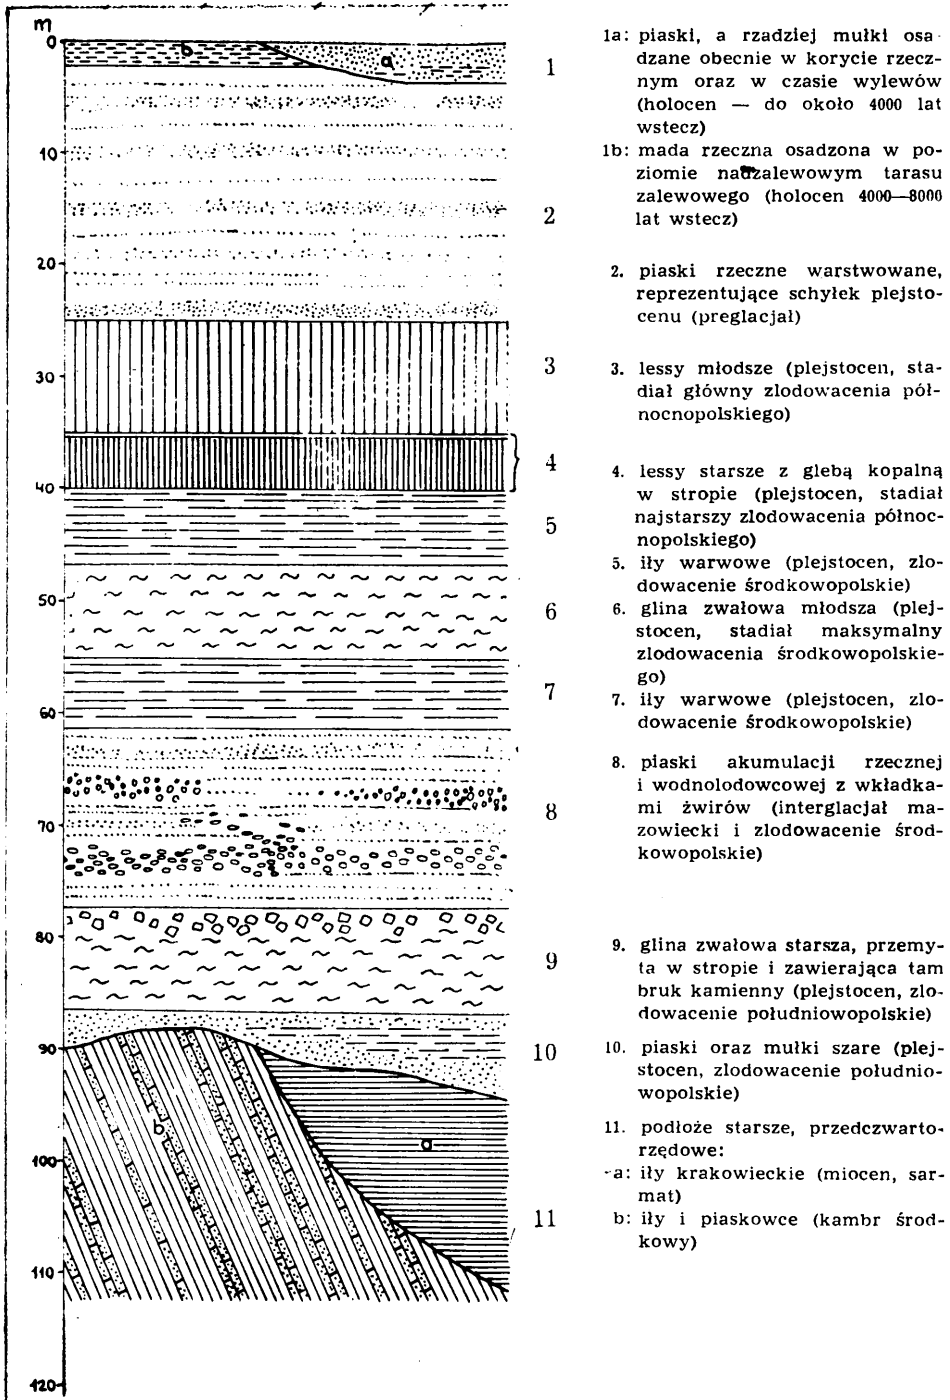 m
0
10
20
30
40
50
60
70
80
90
100
110
120
b
a
b
a
1
2
3
4
5
6
7
8
9
10
11
1a: piaski, a rzadziej mułki osa-
dzane obecnie w korycie rzecz-
nym oraz w czasie wylewów
(holocen — do około 4000 lat
wstecz)
1b: mada rzeczna osadzona w po-
ziomie nadzalewowym tarasu
zalewowego (holocen 4000—8000
lat wstecz)
2. piaski rzeczne warstwowane,
reprezentujące schyłek plejsto-
cenu (preglacjał)
3. lessy młodsze (plejstocen, sta-
diał główny zlodowacenia pół-
nocnopolskiego)
4. lessy starsze z glebą kopalną
w stropie (plejstocen, stadiał
najstarszy zlodowacenia północ-
nopolskiego)
5. iły warwowe (plejstocen, zlo-
dowacenie środkowopolskie)
6. glina zwałowa młodsza (plej-
stocen, stadiał maksymalny
zlodowacenia środkowopolskie-
go)
7. iły warwowe (plejstocen, zlo-
dowacenie środkowopolskie)
8. piaski akumulacji rzecznej
i wodnolodowcowej z wkładka-
mi żwirów (interglacjał ma-
zowiecki i zlodowacenie środ-
kowopolskie)
9. glina zwałowa starsza, przemy-
ta w stropie i zawierająca tam
bruk kamienny (plejstocen, zlo-
dowacenie południowopolskie)
10. piaski oraz mułki szare (plej-
stocen, zlodowacenie południo-
wopolskie)
11. podłoże starsze, przedczwarto-
rzędowe:
a: iły krakowieckie (miocen, sar-
mat)
b: iły i piaskowce (kambr środ-
kowy)